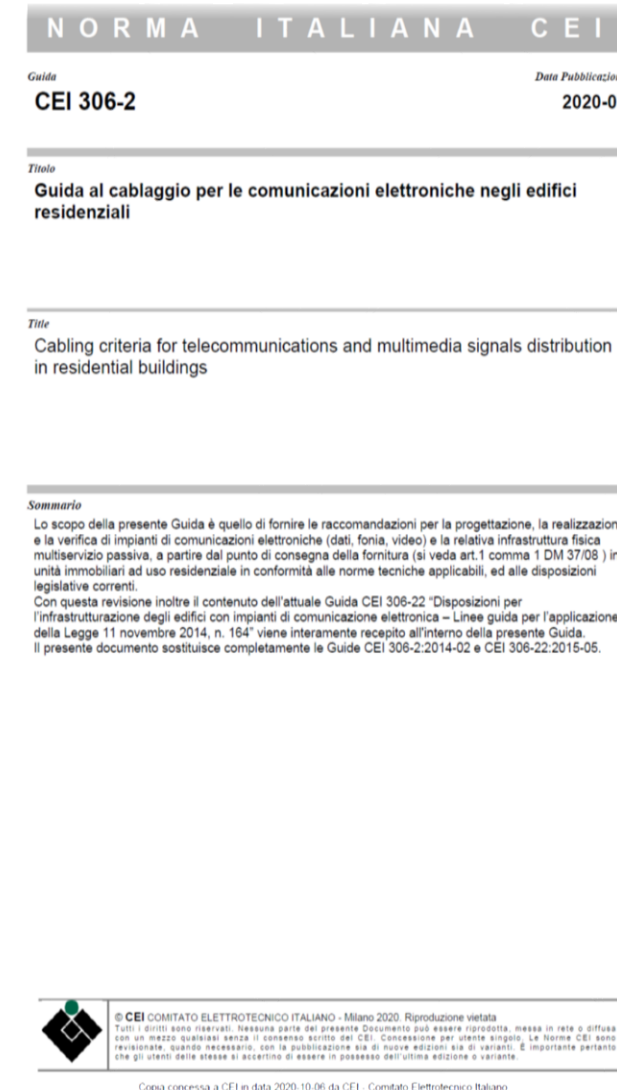 NORMA ITALIANA CEI
Guida
Data Pubblicazion
CEI 306-2
2020-0
Titolo
Guida al cablaggio per le comunicazioni elettroniche negli edifici
residenziali
Title
Cabling criteria for telecommunications and multimedia signals distribution
in residential buildings
Sommario
Lo scopo della presente Guida è quello di fornire le raccomandazioni per la progettazione, la realizzazion
e la verifica di impianti di comunicazioni elettroniche (dati, fonia, video) e la relativa infrastruttura fisica
multiservizio passiva, a partire dal punto di consegna della fornitura (si veda art.1 comma 1 DM 37/08 ) in
unità immobiliari ad uso residenziale in conformità alle norme tecniche applicabili, ed alle disposizioni
legislative correnti.
Con questa revisione inoltre il contenuto dell'attuale Guida CEI 306-22 "Disposizioni per
l'infrastrutturazione degli edifici con impianti di comunicazione elettronica – Linee guida per l'applicazione
della Legge 11 novembre 2014, n. 164" viene interamente recepito all'interno della presente Guida.
Il presente documento sostituisce completamente le Guide CEI 306-2:2014-02 e CEI 306-22:2015-05.
© CEI COMITATO ELETTROTECNICO ITALIANO - Milano 2020. Riproduzione vietata
Tutti i diritti sono riservati. Nessuna parte del presente Documento può essere riprodotta, messa in rete o diffusa
con un mezzo qualsiasi senza il consenso scritto del CEI. Concessione per utente singolo. Le Norme CEI sono
revisionate, quando necessario, con la pubblicazione sia di nuove edizioni sia di varianti. È importante pertanto
che gli utenti delle stesse si accertino di essere in possesso dell'ultima edizione o variante.
Copia concessa a CEI in data 2020-10-06 da CEI - Comitato Elettrotecnico Italiano